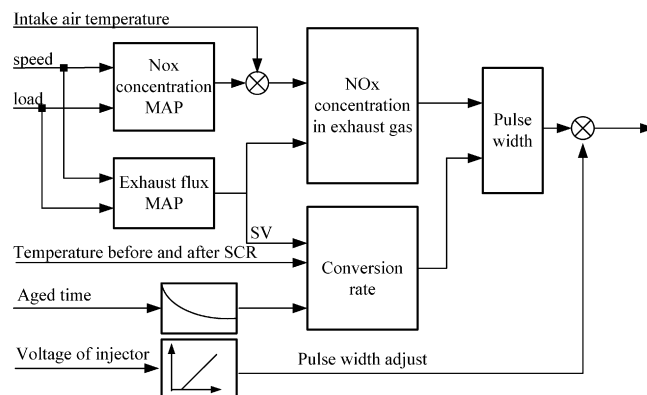 Intake air temperature
speed
load
Nox
concentration
MAP
NOx
concentration
in exhaust gas
Pulse
width
Exhaust flux
MAP
SV
Temperature before and after SCR
Conversion
rate
Aged time
Voltage of injector
Pulse width adjust